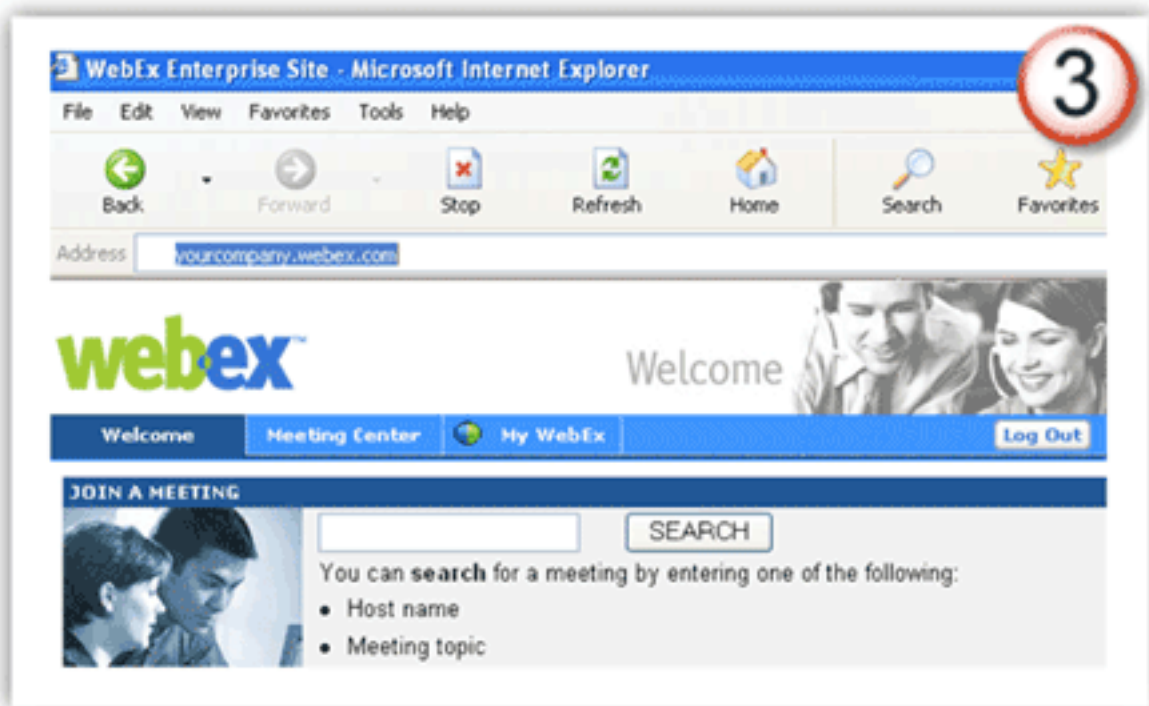 WebEx Enterprise Site - Microsoft Internet Explorer
3
File Edit View Favorites Tools Help
Back Forward Stop Refresh Home Search Favorites
Address yourcompany.webex.com
webex™
Welcome
Welcome Meeting Center My WebEx Log Out
JOIN A MEETING
SEARCH
You can search for a meeting by entering one of the following:
• Host name
• Meeting topic